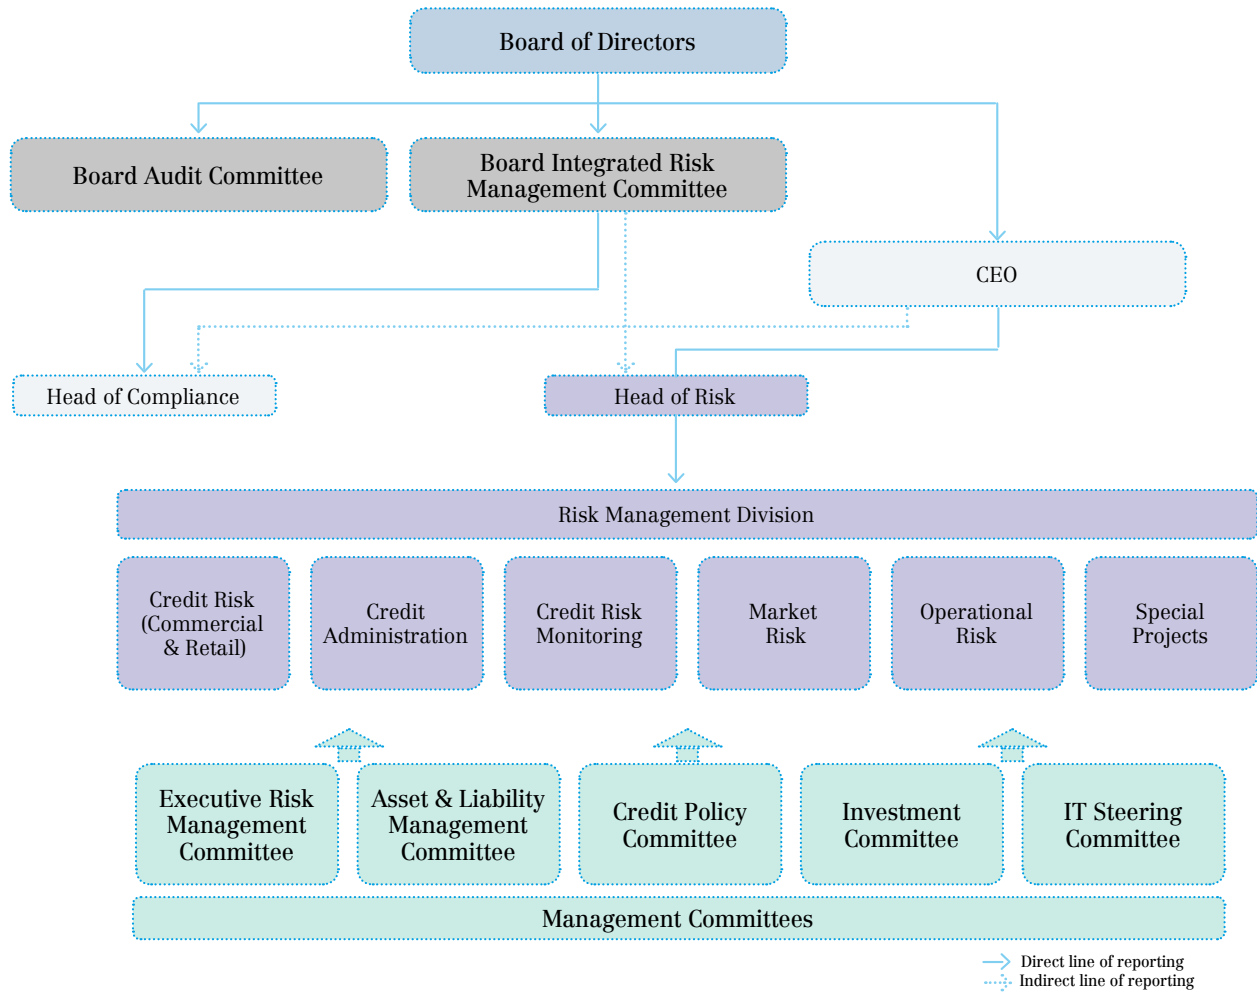 Board of Directors
Board Audit Committee
Board Integrated Risk
Management Committee
CEO
Head of Compliance
Head of Risk
Risk Management Division
Credit Risk
(Commercial
& Retail)
Credit
Administration
Credit Risk
Monitoring
Market
Risk
Operational
Risk
Special
Projects
Executive Risk
Management
Committee
Asset & Liability
Management
Committee
Credit Policy
Committee
Investment
Committee
IT Steering
Committee
Management Committees
Direct line of reporting
Indirect line of reporting